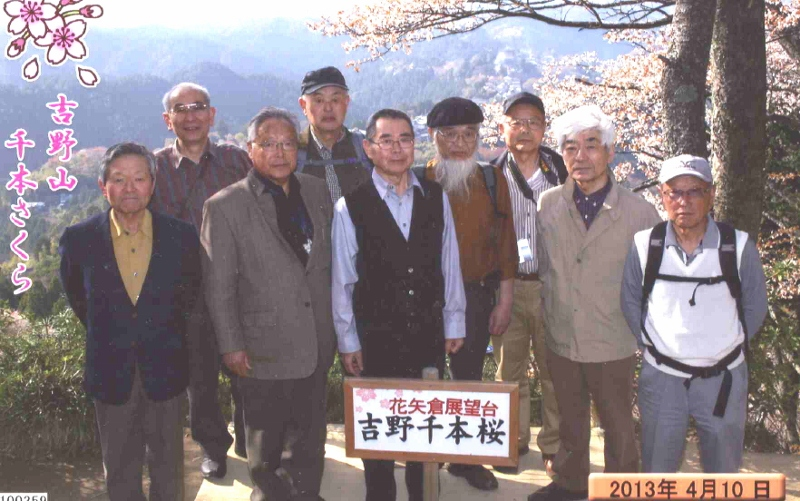 吉野山
千本さくら
花矢倉展望台
吉野千本桜
2013年 4月10日
100259